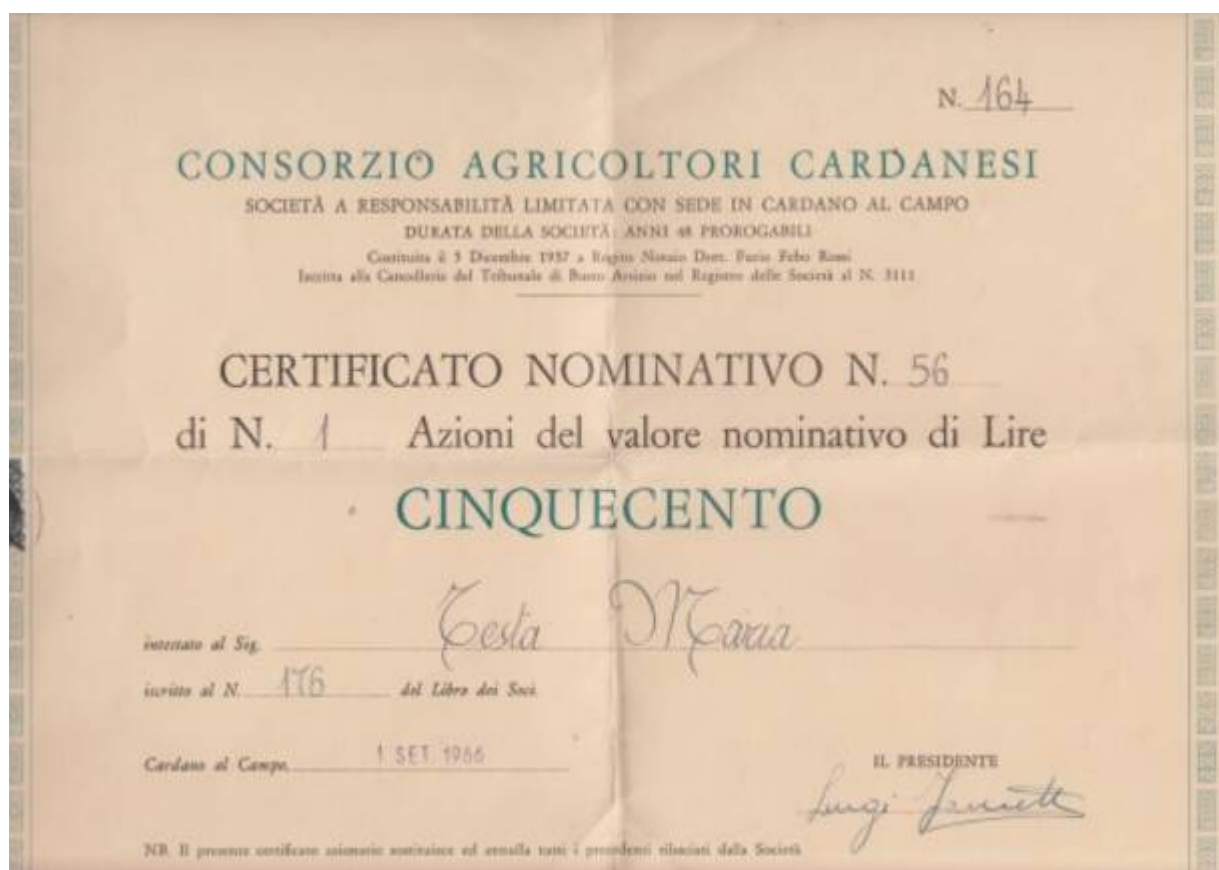 N. 164
CONSORZIO AGRICOLTORI CARDANESI
SOCIETÀ A RESPONSABILITÀ LIMITATA CON SEDE IN CARDANO AL CAMPO
DURATA DELLA SOCIETÀ: ANNI 48 PROROGABILI
Costituita il 5 Dicembre 1937 a Rogito Notaio Dott. Furio Febo Rossi
Iscritta alla Cancelleria del Tribunale di Busto Arsizio nel Registro delle Società al N. 3111
CERTIFICATO NOMINATIVO N. 56
di N. 1 Azioni del valore nominativo di Lire
CINQUECENTO
intestato al Sig. Testa Maria
iscritto al N. 176 del Libro dei Soci.
Cardano al Campo, 1 SET. 1966
IL PRESIDENTE
Luigi
NB. Il presente certificato azionario sostituisce ed annulla tutti i precedenti rilasciati dalla Società